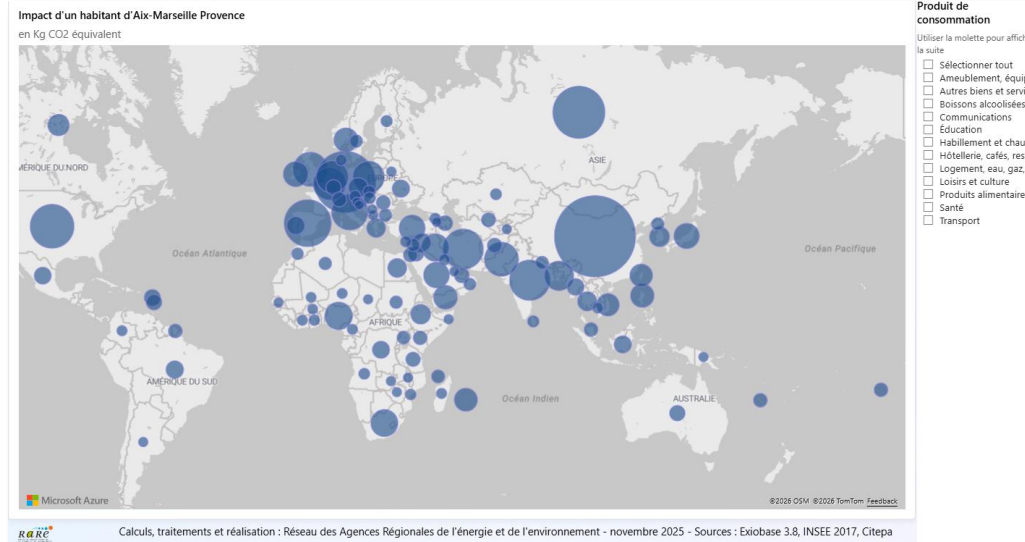 Impact d'un habitant d'Aix-Marseille Provence
en Kg CO2 équivalent
Produit de
consommation
Utiliser la molette pour affich
la suite
Sélectionner tout
Ameublement, équip
Autres biens et servi
Boissons alcoolisées
Communications
Éducation
Habillement et chau
Hôtellerie, cafés, res
Logement, eau, gaz,
Loisirs et culture
Produits alimentaire
Santé
Transport
AMÉRIQUE DU NORD
EUROPE
ASIE
Océan Atlantique
Océan Pacifique
AFRIQUE
AMÉRIQUE DU SUD
Océan Indien
AUSTRALIE
Microsoft Azure
©2026 OSM ©2026 TomTom Feedback
RARE
Calculs, traitements et réalisation : Réseau des Agences Régionales de l'énergie et de l'environnement - novembre 2025 - Sources : Exiobase 3.8, INSEE 2017, Citepa